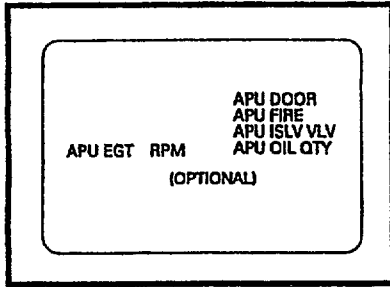 APU DOOR
APU FIRE
APU ISLV VLV
APU EGT RPM APU OIL QTY
(OPTIONAL)